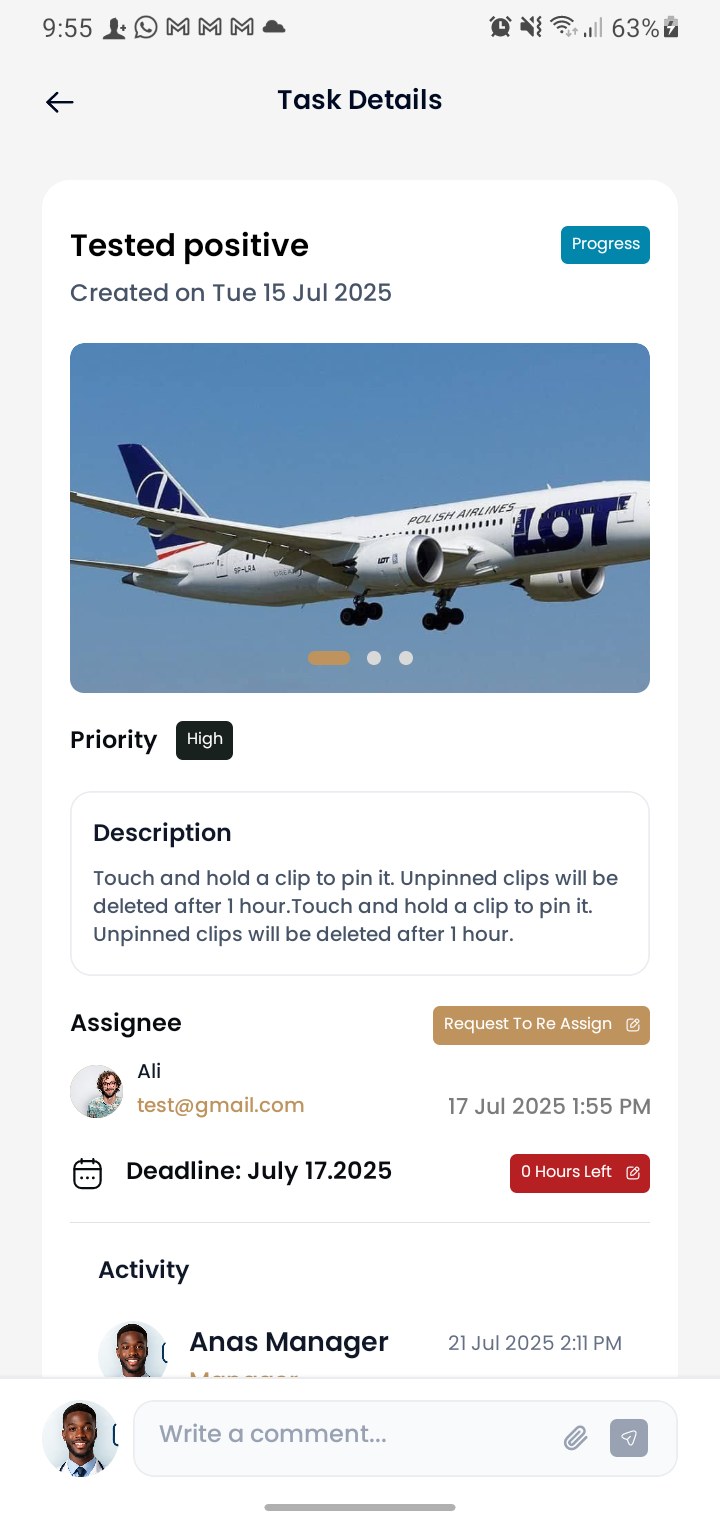 9:55
63%
Task Details
Tested positive
Progress
Created on Tue 15 Jul 2025
POLISH AIRLINES
LOT
LOT
SP-LRA
Priority
High
Description
Touch and hold a clip to pin it. Unpinned clips will be
deleted after 1 hour.Touch and hold a clip to pin it.
Unpinned clips will be deleted after 1 hour.
Assignee
Request To Re Assign
Ali
test@gmail.com
17 Jul 2025 1:55 PM
Deadline: July 17.2025
0 Hours Left
Activity
Anas Manager
21 Jul 2025 2:11 PM
Manager
Write a comment...